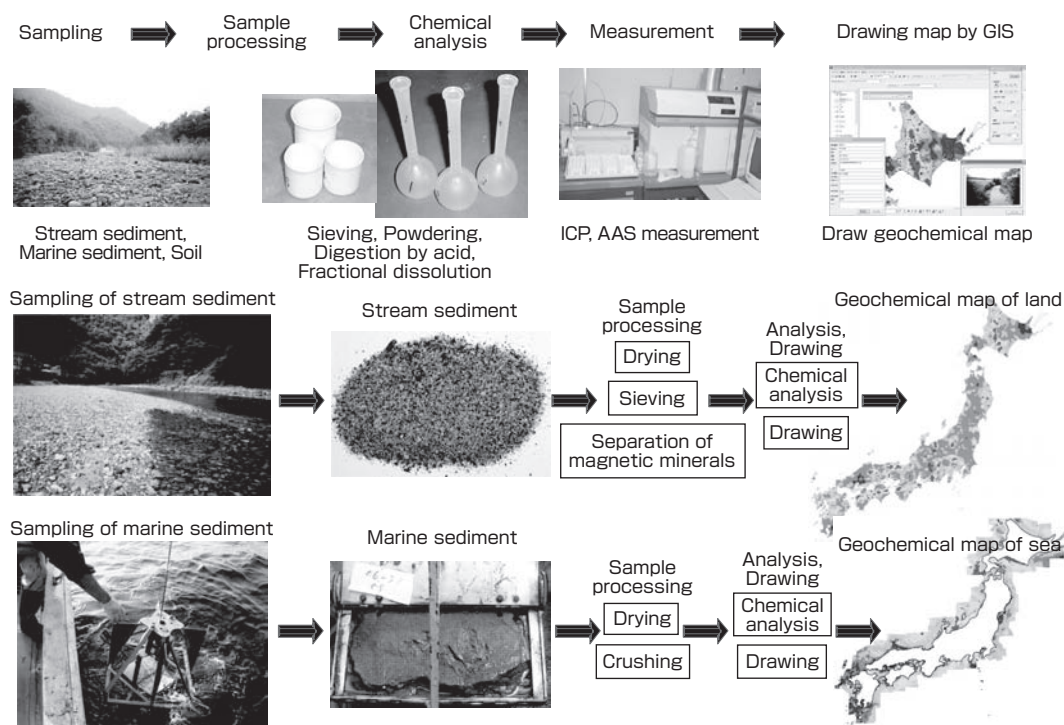 Sampling
Sample
processing
Chemical
analysis
Measurement
Drawing map by GIS
Stream sediment,
Marine sediment, Soil
Sieving, Powdering,
Digestion by acid,
Fractional dissolution
ICP, AAS measurement
Draw geochemical map
Sampling of stream sediment
Stream sediment
Sample
processing
Drying
Sieving
Separation of
magnetic minerals
Analysis,
Drawing
Chemical
analysis
Drawing
Geochemical map of land
Sampling of marine sediment
Marine sediment
Sample
processing
Drying
Crushing
Analysis,
Drawing
Chemical
analysis
Drawing
Geochemical map of sea